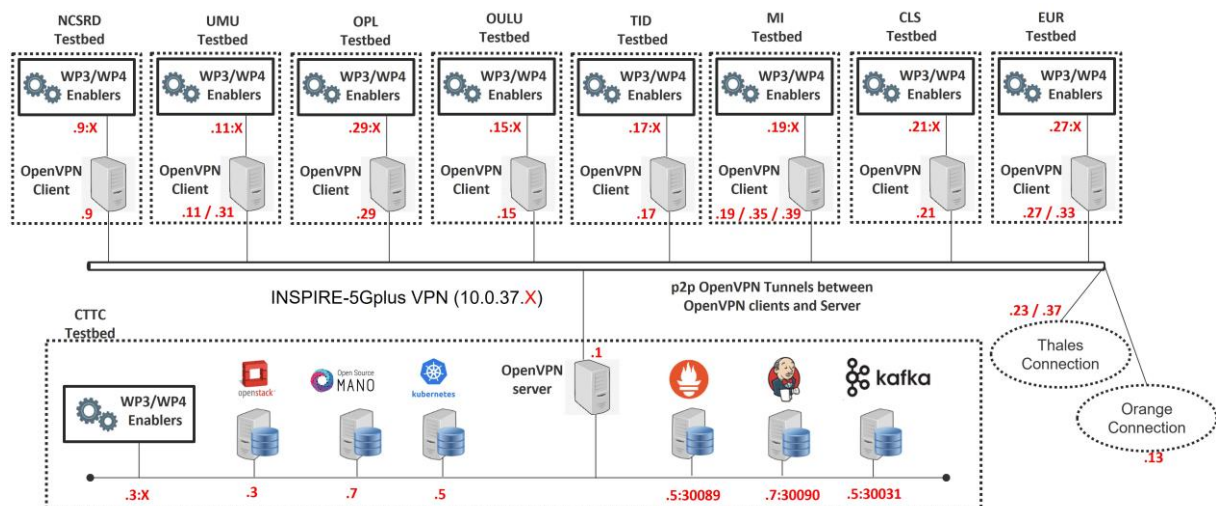 NCSRD
Testbed
UMU
Testbed
OPL
Testbed
OULU
Testbed
TID
Testbed
MI
Testbed
CLS
Testbed
EUR
Testbed
WP3/WP4
Enablers
WP3/WP4
Enablers
WP3/WP4
Enablers
WP3/WP4
Enablers
WP3/WP4
Enablers
WP3/WP4
Enablers
WP3/WP4
Enablers
WP3/WP4
Enablers
.9:X
.11:X
.29:X
.15:X
.17:X
.19:X
.21:X
.27:X
OpenVPN
Client
OpenVPN
Client
OpenVPN
Client
OpenVPN
Client
OpenVPN
Client
OpenVPN
Client
OpenVPN
Client
OpenVPN
Client
.9
.11 / .31
.29
.15
.17
.19 / .35 / .39
.21
.27 / .33
INSPIRE-5Gplus VPN (10.0.37.X)
p2p OpenVPN Tunnels between
OpenVPN clients and Server
.23 / .37
Thales
Connection
Orange
Connection
.13
CTTC
Testbed
WP3/WP4
Enablers
openstack
Open Source
MANO
kubernetes
OpenVPN
server
.1
kafka
.3:X
.3
.7
.5
.5:30089
.7:30090
.5:30031